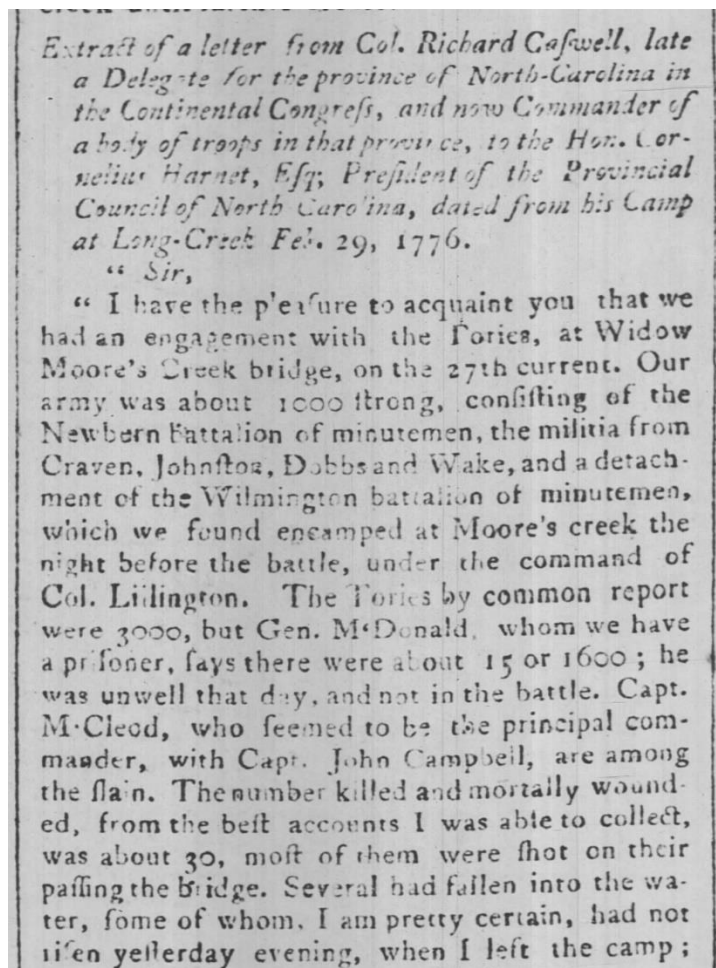 Extract of a letter from Col. Richard Caſwell, late
a Delegate for the province of North-Carolina in
the Continental Congreſs, and now Commander of
a body of troops in that province, to the Hon. Cor-
nelius Harnet, Eſq; Preſident of the Provincial
Council of North Carolina, dated from his Camp
at Long-Creek Feb. 29, 1776.
“ Sir,
“ I have the pleaſure to acquaint you that we
had an engagement with the Tories, at Widow
Moore's Creek bridge, on the 27th current. Our
army was about 1000 ſtrong, conſiſting of the
Newbern Battalion of minutemen, the militia from
Craven, Johnſton, Dobbs and Wake, and a detach-
ment of the Wilmington battalion of minutemen,
which we found encamped at Moore's creek the
night before the battle, under the command of
Col. Lillington. The Tories by common report
were 3000, but Gen. M‘Donald, whom we have
a priſoner, ſays there were about 15 or 1600 ; he
was unwell that day, and not in the battle. Capt.
M‘Cleod, who ſeemed to be the principal com-
mander, with Capt. John Campbell, are among
the ſlain. The number killed and mortally wound-
ed, from the beſt accounts I was able to collect,
was about 30, moſt of them were ſhot on their
paſſing the bridge. Several had fallen into the wa-
ter, ſome of whom, I am pretty certain, had not
riſen yeſterday evening, when I left the camp ;